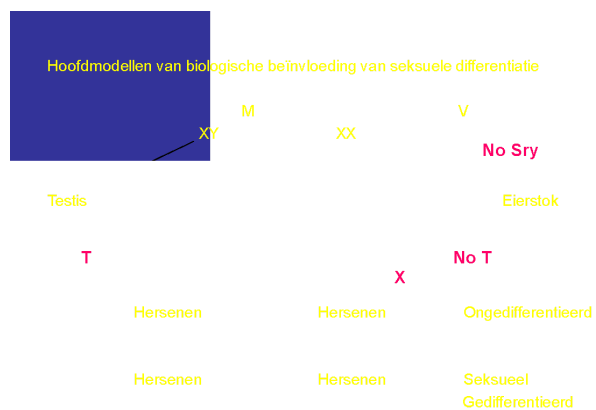 Hoofdmodellen van biologische beïnvloeding van seksuele differentiatie
M V
XY XX
No Sry
Testis Eierstok
T No T
X
Hersenen Hersenen Ongedifferentieerd
Hersenen Hersenen Seksueel
Gedifferentieerd